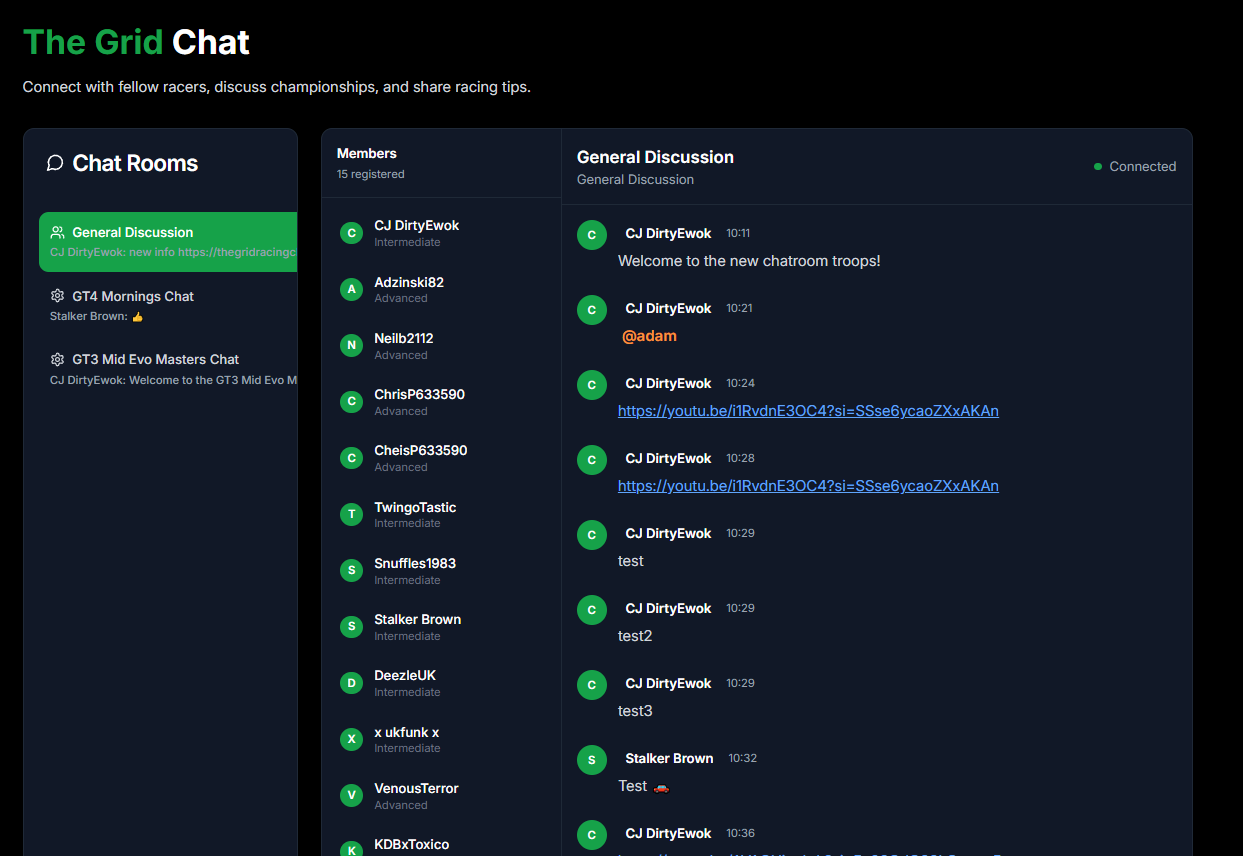 The Grid Chat
Connect with fellow racers, discuss championships, and share racing tips.
Chat Rooms
General Discussion
CJ DirtyEwok: new info https://thegridracingc
GT4 Mornings Chat
Stalker Brown: 👍
GT3 Mid Evo Masters Chat
CJ DirtyEwok: Welcome to the GT3 Mid Evo M
Members
15 registered
C
CJ DirtyEwok
Intermediate
A
Adzinski82
Advanced
N
Neilb2112
Advanced
C
ChrisP633590
Advanced
C
CheisP633590
Advanced
T
TwingoTastic
Intermediate
S
Snuffles1983
Intermediate
S
Stalker Brown
Intermediate
D
DeezleUK
Intermediate
X
x ukfunk x
Intermediate
V
VenousTerror
Advanced
K
KDBxToxico
General Discussion
General Discussion
Connected
C
CJ DirtyEwok 10:11
Welcome to the new chatroom troops!
C
CJ DirtyEwok 10:21
@adam
C
CJ DirtyEwok 10:24
https://youtu.be/i1RvdnE3OC4?si=SSse6ycaoZXxAKAn
C
CJ DirtyEwok 10:28
https://youtu.be/i1RvdnE3OC4?si=SSse6ycaoZXxAKAn
C
CJ DirtyEwok 10:29
test
C
CJ DirtyEwok 10:29
test2
C
CJ DirtyEwok 10:29
test3
S
Stalker Brown 10:32
Test 🚗
C
CJ DirtyEwok 10:36